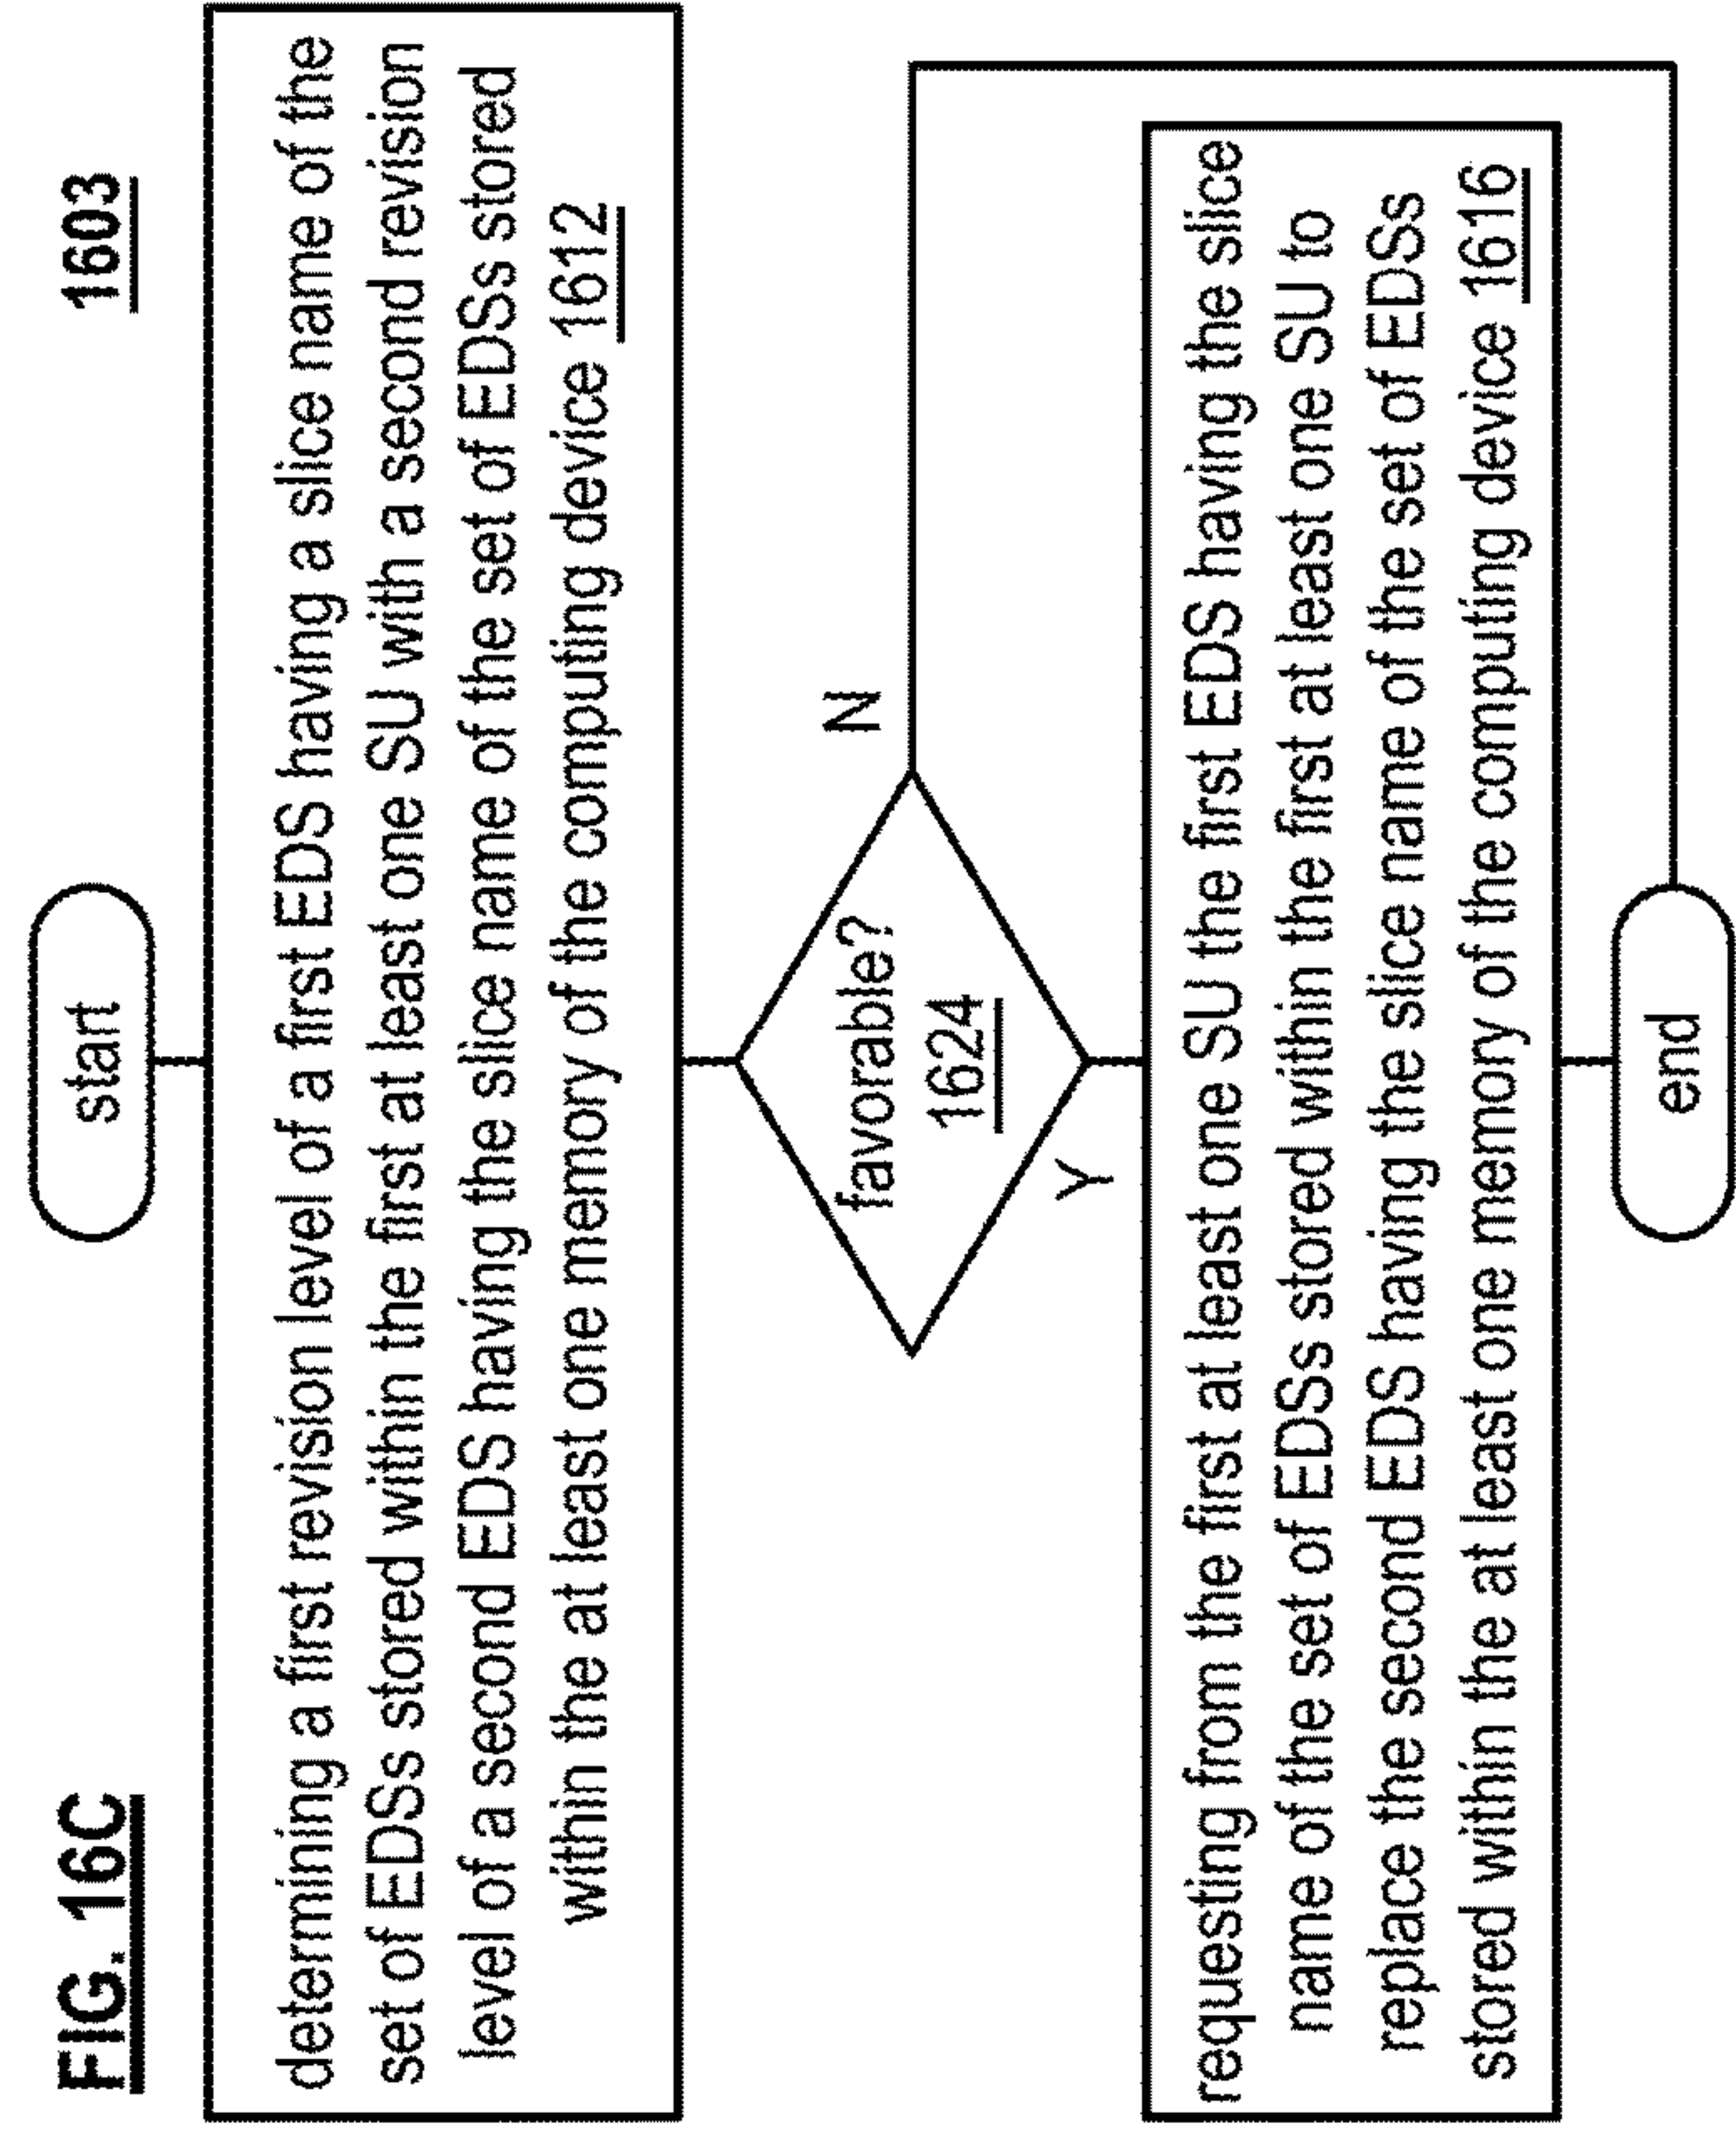 FIG. 16C
1603
start
determining a first revision level of a first EDS having a slice name of the
set of EDSs stored within the first at least one SU with a second revision
level of a second EDS having the slice name of the set of EDSs stored
within the at least one memory of the computing device 1612
favorable?
1624
N
Y
requesting from the first at least one SU the first EDS having the slice
name of the set of EDSs stored within the first at least one SU to
replace the second EDS having the slice name of the set of EDSs
stored within the at least one memory of the computing device 1616
end